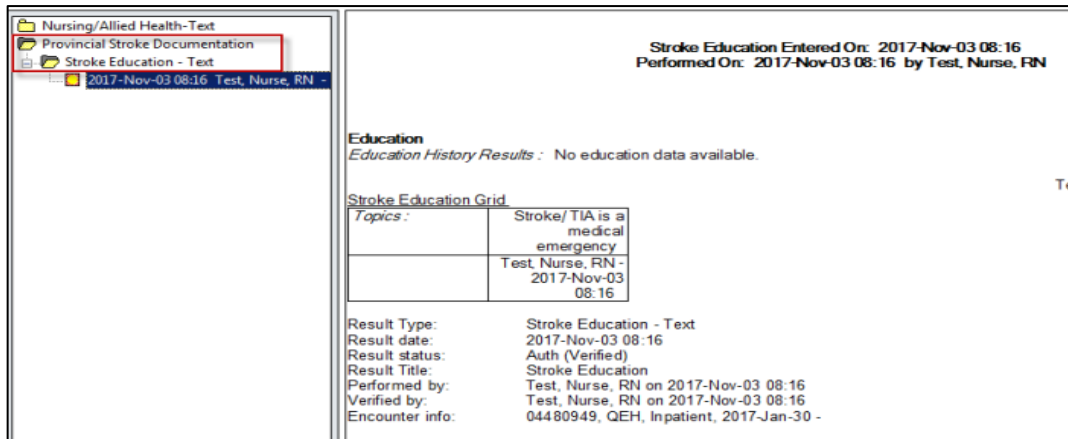 Nursing/Allied Health-Text
Provincial Stroke Documentation
Stroke Education - Text
2017-Nov-03 08:16 Test, Nurse, RN -
Stroke Education Entered On: 2017-Nov-03 08:16
Performed On: 2017-Nov-03 08:16 by Test, Nurse, RN
Education
Education History Results : No education data available.
Te
Stroke Education Grid
Topics : Stroke/ TIA is a
medical
emergency
Test, Nurse, RN -
2017-Nov-03
08:16
Result Type: Stroke Education - Text
Result date: 2017-Nov-03 08:16
Result status: Auth (Verified)
Result Title: Stroke Education
Performed by: Test, Nurse, RN on 2017-Nov-03 08:16
Verified by: Test, Nurse, RN on 2017-Nov-03 08:16
Encounter info: 04480949, QEH, Inpatient, 2017-Jan-30 -